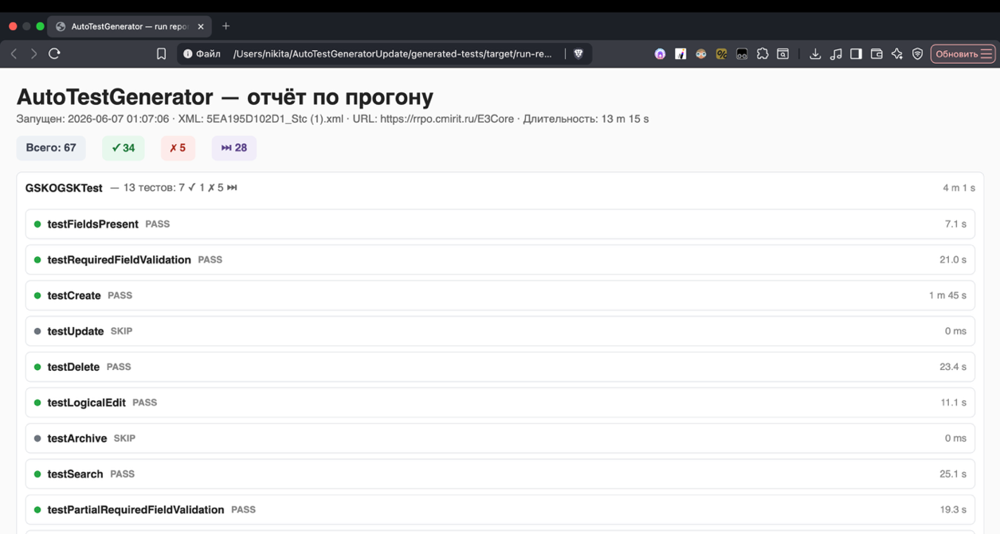 AutoTestGenerator — run repo
Файл /Users/nikita/AutoTestGeneratorUpdate/generated-tests/target/run-re...
Обновить
AutoTestGenerator — отчёт по прогону
Запущен: 2026-06-07 01:07:06 · XML: 5EA195D102D1_Stc (1).xml · URL: https://rrpo.cmirit.ru/E3Core · Длительность: 13 m 15 s
Всего: 67 ✓ 34 ✗ 5 ⏭ 28
GSKOGSKTest — 13 тестов: 7 ✓ 1 ✗ 5 ⏭ 4 m 1 s
testFieldsPresent PASS 7.1 s
testRequiredFieldValidation PASS 21.0 s
testCreate PASS 1 m 45 s
testUpdate SKIP 0 ms
testDelete PASS 23.4 s
testLogicalEdit PASS 11.1 s
testArchive SKIP 0 ms
testSearch PASS 25.1 s
testPartialRequiredFieldValidation PASS 19.3 s